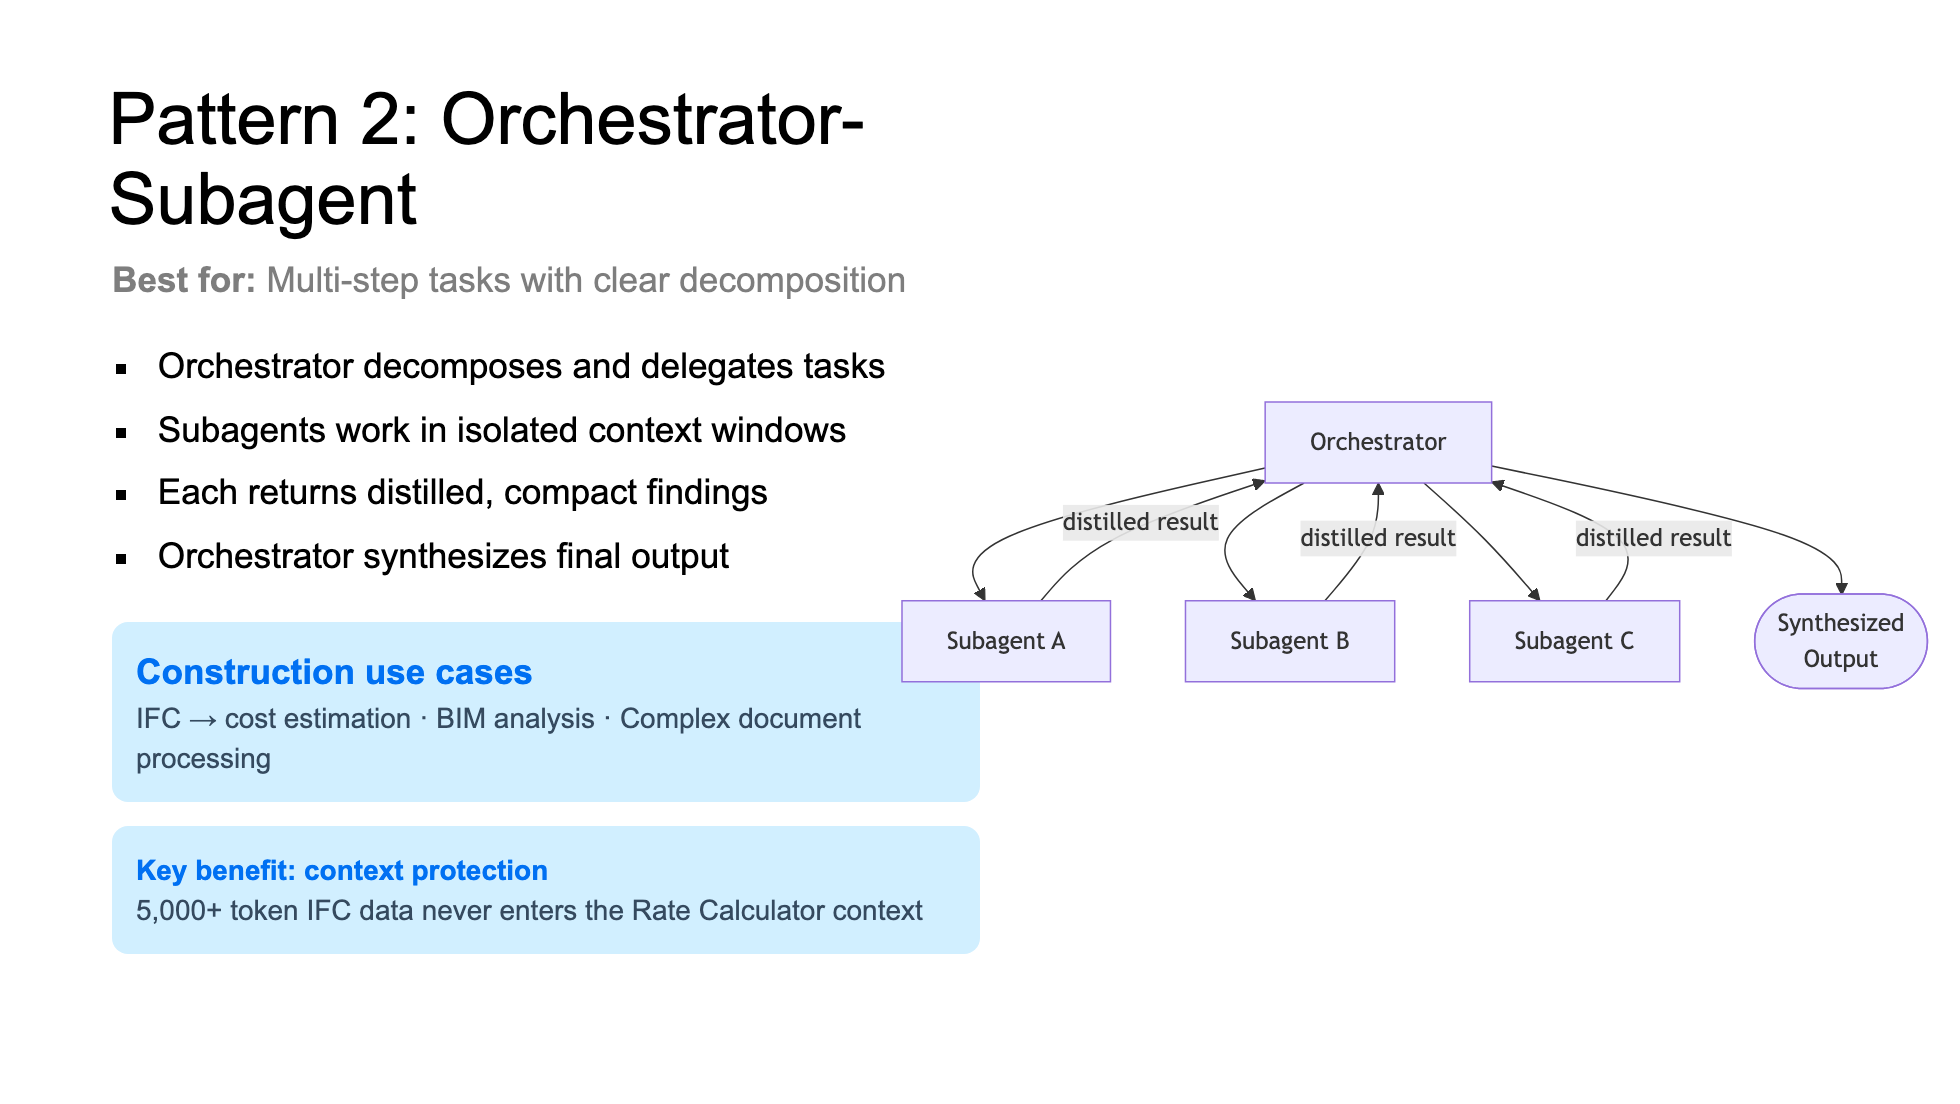 Pattern 2: Orchestrator-
Subagent
Best for: Multi-step tasks with clear decomposition
▪ Orchestrator decomposes and delegates tasks
▪ Subagents work in isolated context windows
▪ Each returns distilled, compact findings
▪ Orchestrator synthesizes final output
Construction use cases
IFC → cost estimation · BIM analysis · Complex document
processing
Key benefit: context protection
5,000+ token IFC data never enters the Rate Calculator context
Orchestrator
distilled result
distilled result
distilled result
Subagent A
Subagent B
Subagent C
Synthesized
Output